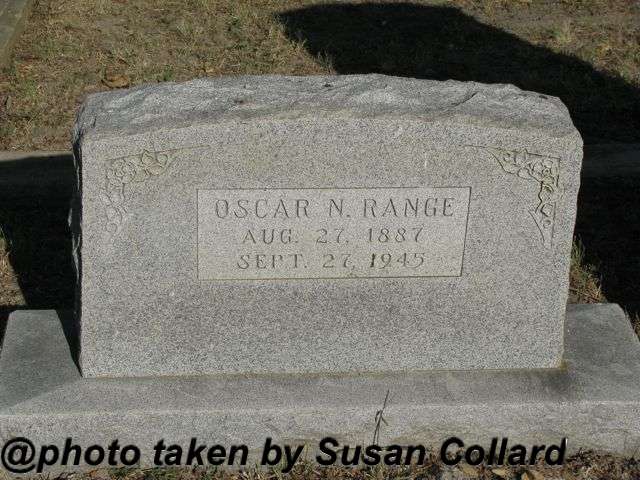 OSCAR N. RANGE
AUG. 27, 1887
SEPT. 27, 1945
@photo taken by Susan Collard